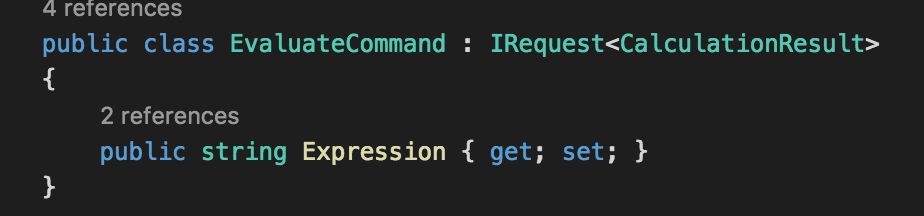 4 references
public class EvaluateCommand : IRequest<CalculationResult>
{
2 references
public string Expression { get; set; }
}